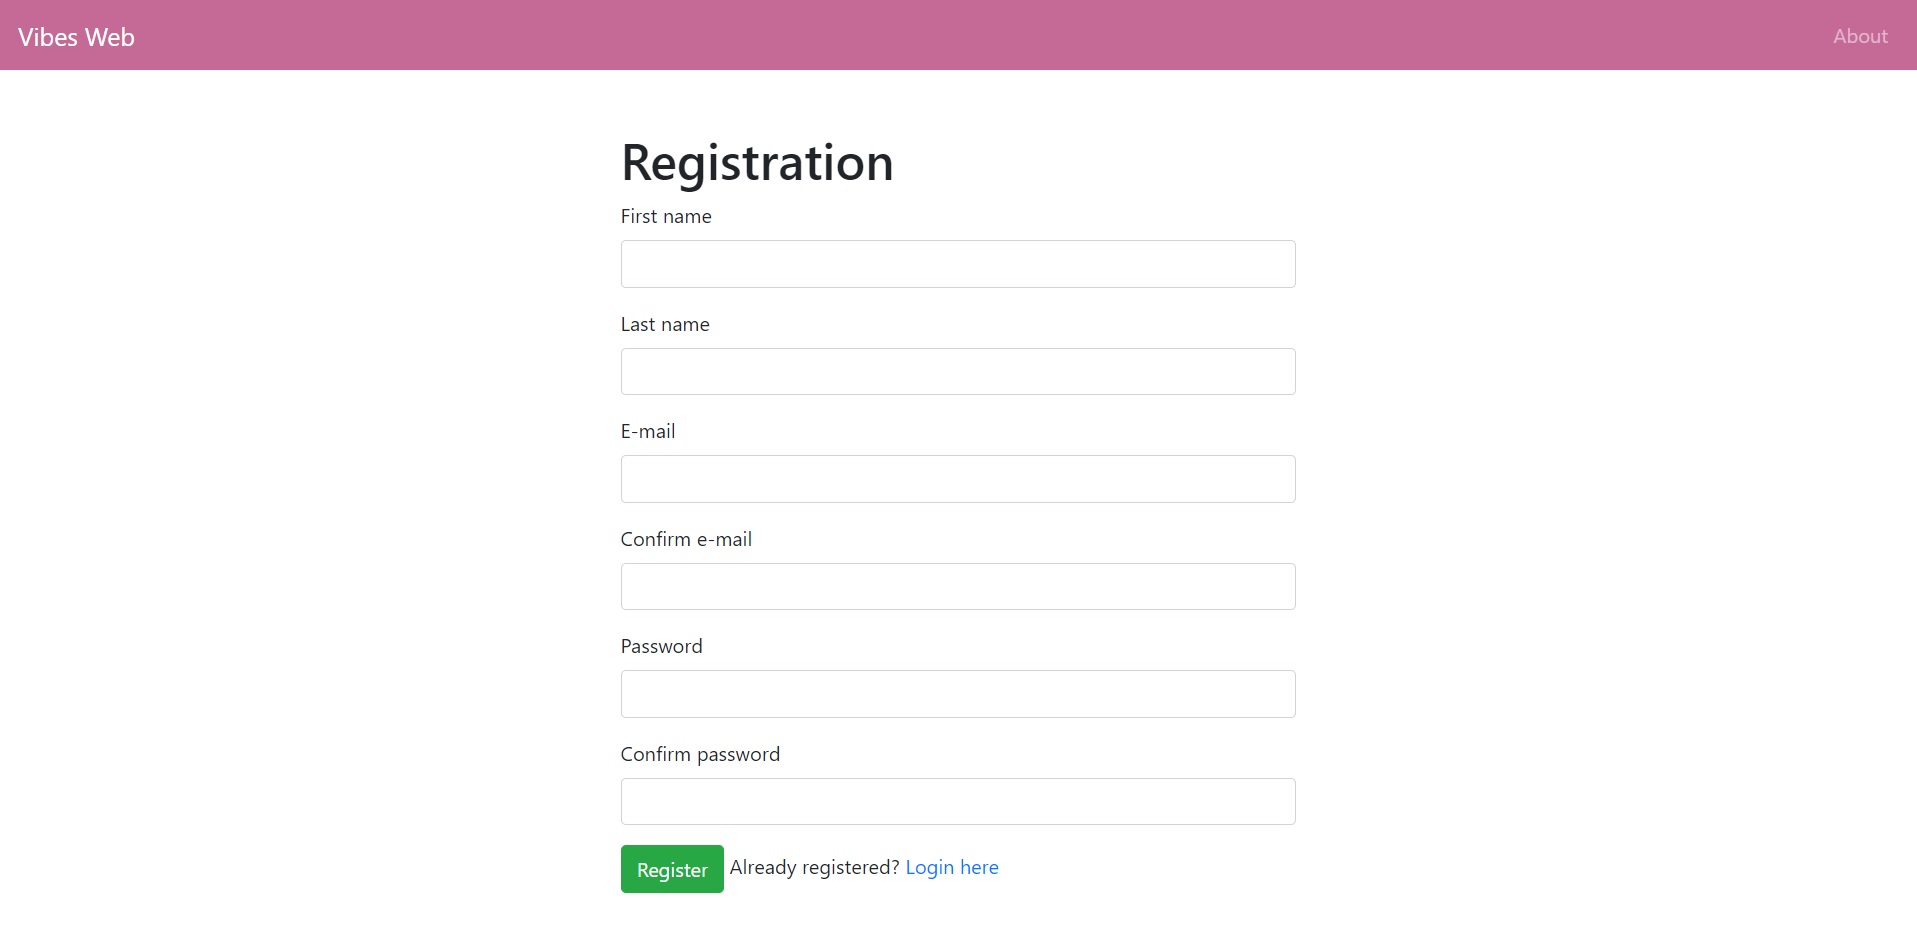 Vibes Web
About
Registration
First name
Last name
E-mail
Confirm e-mail
Password
Confirm password
Register Already registered? Login here